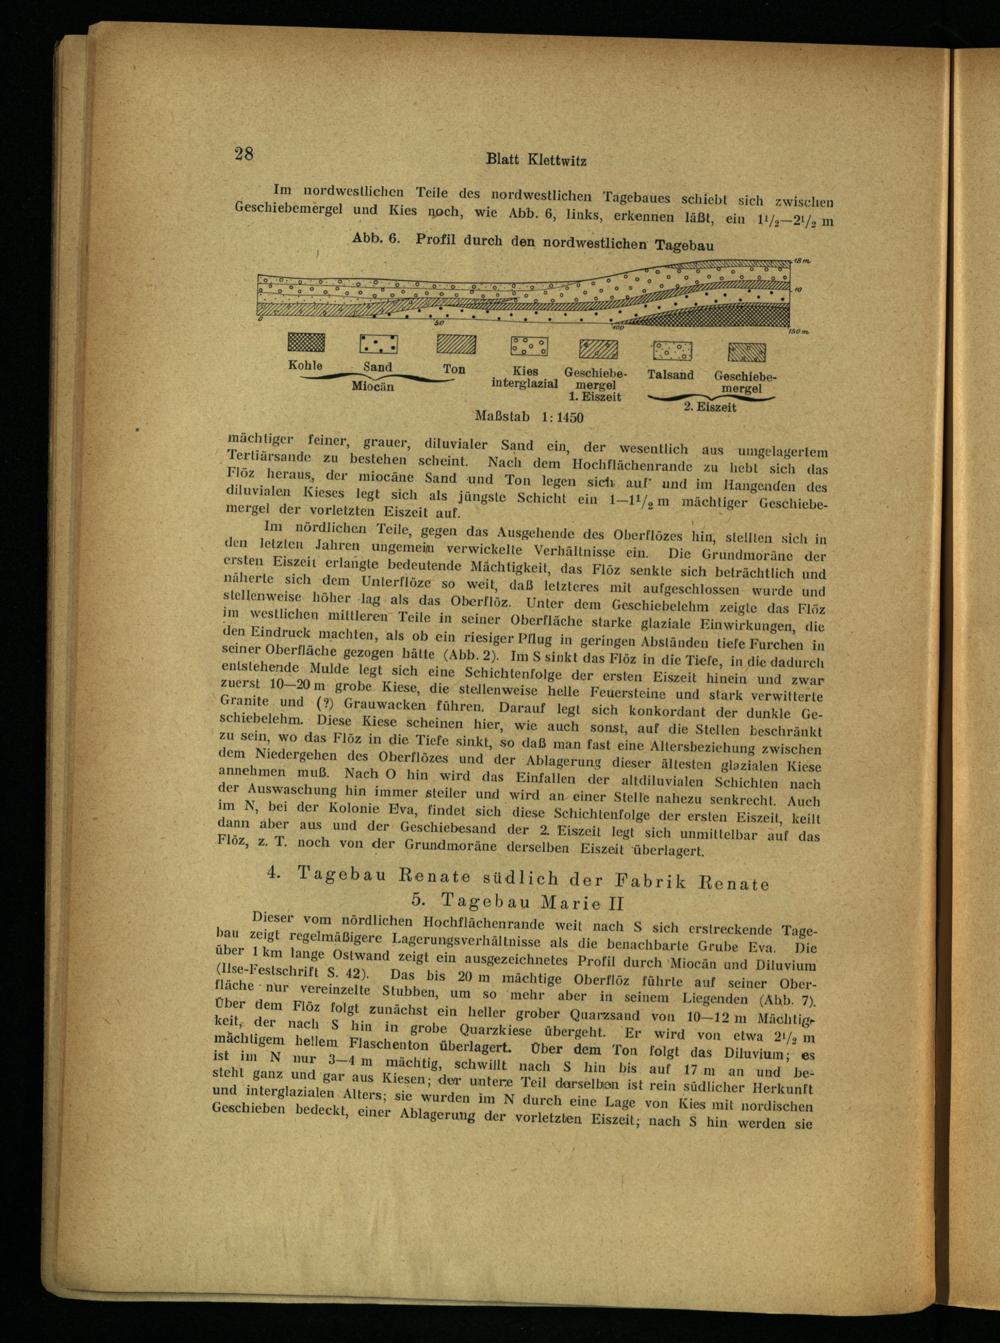 28
Blatt Klettwitz
Im nordwestlichen Teile des nordwestlichen Tagebaues schiebt sich zwischen
Geschiebemergel und Kies noch, wie Abb. 6, links, erkennen läßt, ein 1¹/₂—2¹/₂ m
Abb. 6. Profil durch den nordwestlichen Tagebau
18 m
10
0
50
100
150 m
Kohle Sand Ton Kies Geschiebe- Talsand Geschiebe-
Miocän interglazial mergel mergel
1. Eiszeit 2. Eiszeit
Maßstab 1:1450
mächtiger feiner, grauer, diluvialer Sand ein, der wesentlich aus umgelagertem
Tertiärsande zu bestehen scheint. Nach dem Hochflächenrande zu hebt sich das
Flöz heraus, der miocäne Sand und Ton legen sich auf und im Hangenden des
diluvialen Kieses legt sich als jüngste Schicht ein 1—1¹/₂ m mächtiger Geschiebe-
mergel der vorletzten Eiszeit auf.
Im nördlichen Teile, gegen das Ausgehende des Oberflözes hin, stellten sich in
den letzten Jahren ungemein verwickelte Verhältnisse ein. Die Grundmoräne der
ersten Eiszeit erlangte bedeutende Mächtigkeit, das Flöz senkte sich beträchtlich und
näherte sich dem Unterflöze so weit, daß letzteres mit aufgeschlossen wurde und
stellenweise höher lag als das Oberflöz. Unter dem Geschiebelehm zeigte das Flöz
im westlichen mittleren Teile in seiner Oberfläche starke glaziale Einwirkungen, die
den Eindruck machten, als ob ein riesiger Pflug in geringen Abständen tiefe Furchen in
seiner Oberfläche gezogen hätte (Abb. 2). Im S sinkt das Flöz in die Tiefe, in die dadurch
entstehende Mulde legt sich eine Schichtenfolge der ersten Eiszeit hinein und zwar
zuerst 10—20 m grobe Kiese, die stellenweise helle Feuersteine und stark verwitterte
Granite und (?) Grauwacken führen. Darauf legt sich konkordant der dunkle Ge-
schiebelehm. Diese Kiese scheinen hier, wie auch sonst, auf die Stellen beschränkt
zu sein, wo das Flöz in die Tiefe sinkt, so daß man fast eine Altersbeziehung zwischen
dem Niedergehen des Oberflözes und der Ablagerung dieser ältesten glazialen Kiese
annehmen muß. Nach O hin wird das Einfallen der altdiluvialen Schichten nach
der Auswaschung hin immer steiler und wird an einer Stelle nahezu senkrecht. Auch
im N, bei der Kolonie Eva, findet sich diese Schichtenfolge der ersten Eiszeit, keilt
dann aber aus und der Geschiebesand der 2. Eiszeit legt sich unmittelbar auf das
Flöz, z. T. noch von der Grundmoräne derselben Eiszeit überlagert.
4. Tagebau Renate südlich der Fabrik Renate
5. Tagebau Marie II
Dieser vom nördlichen Hochflächenrande weit nach S sich erstreckende Tage-
bau zeigt regelmäßigere Lagerungsverhältnisse als die benachbarte Grube Eva. Die
über 1 km lange Ostwand zeigt ein ausgezeichnetes Profil durch Miocän und Diluvium
(Ilse-Festschrift S. 42). Das bis 20 m mächtige Oberflöz führte auf seiner Ober-
fläche nur vereinzelte Stubben, um so mehr aber in seinem Liegenden (Abb. 7).
Über dem Flöz folgt zunächst ein heller grober Quarzsand von 10—12 m Mächtig-
keit, der nach S hin in grobe Quarzkiese übergeht. Er wird von etwa 2¹/₂ m
mächtigem hellem Flaschenton überlagert. Über dem Ton folgt das Diluvium; es
ist im N nur 3—4 m mächtig, schwillt nach S hin bis auf 17 m an und be-
steht ganz und gar aus Kiesen; der untere Teil derselben ist rein südlicher Herkunft
und interglazialen Alters; sie wurden im N durch eine Lage von Kies mit nordischen
Geschieben bedeckt, einer Ablagerung der vorletzten Eiszeit; nach S hin werden sie